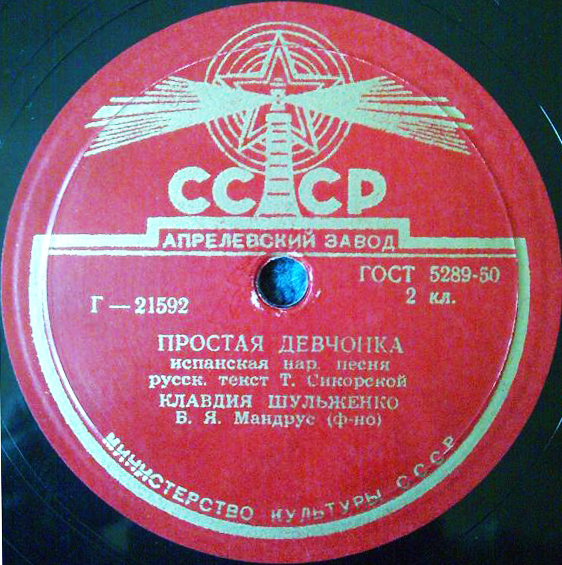 СССР
АПРЕЛЕВСКИЙ ЗАВОД
ГОСТ 5289-50
Г — 21592
2 кл.
ПРОСТАЯ ДЕВЧОНКА
испанская нар. песня
русск. текст Т. Сикорской
КЛАВДИЯ ШУЛЬЖЕНКО
Б. Я. Мандрус (ф-но)
МИНИСТЕРСТВО КУЛЬТУРЫ СССР